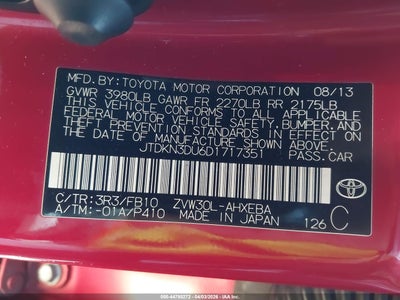 MFD.BY:TOYOTA MOTOR CORPORATION 08/13
GVWR 3980LB GAWR FR 2270LB RR 2175LB
THIS VEHICLE CONFORMS TO ALL APPLICABLE
FEDERAL MOTOR VEHICLE SAFETY,
BUMPER, AND THEFT PREVENTION STANDARDS
IN EFFECT ON THE DATE OF
MANUFACTURE SHOWN ABOVE.
JTDKN3DU6D1717351 PASS.CAR
C/TR:3R3/FB10 ZVW30L-AHXEBA
A/TM:-01A/P410 MADE IN JAPAN 126 C
TOYOTA